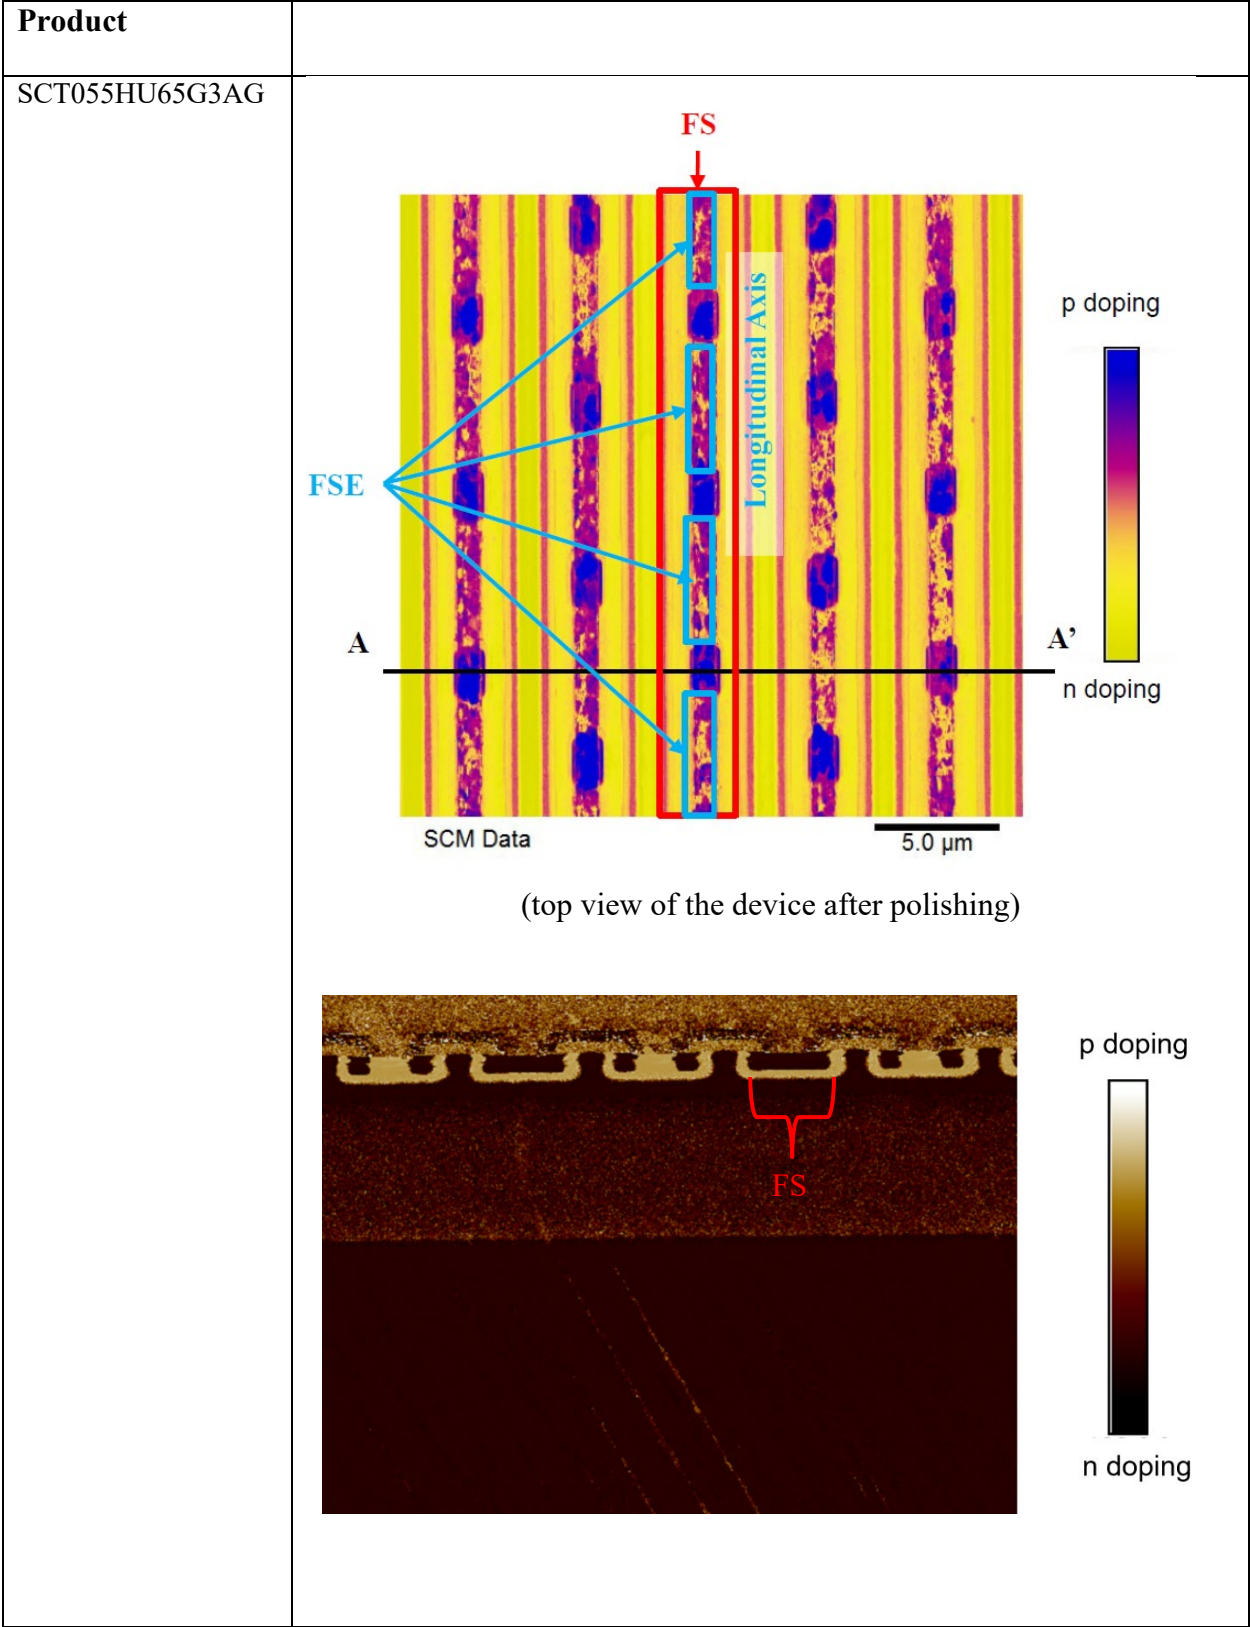 Product
SCT055HU65G3AG
FS
Longitudinal Axis
p doping
FSE
A
A’
n doping
SCM Data
5.0 µm
(top view of the device after polishing)
p doping
FS
n doping